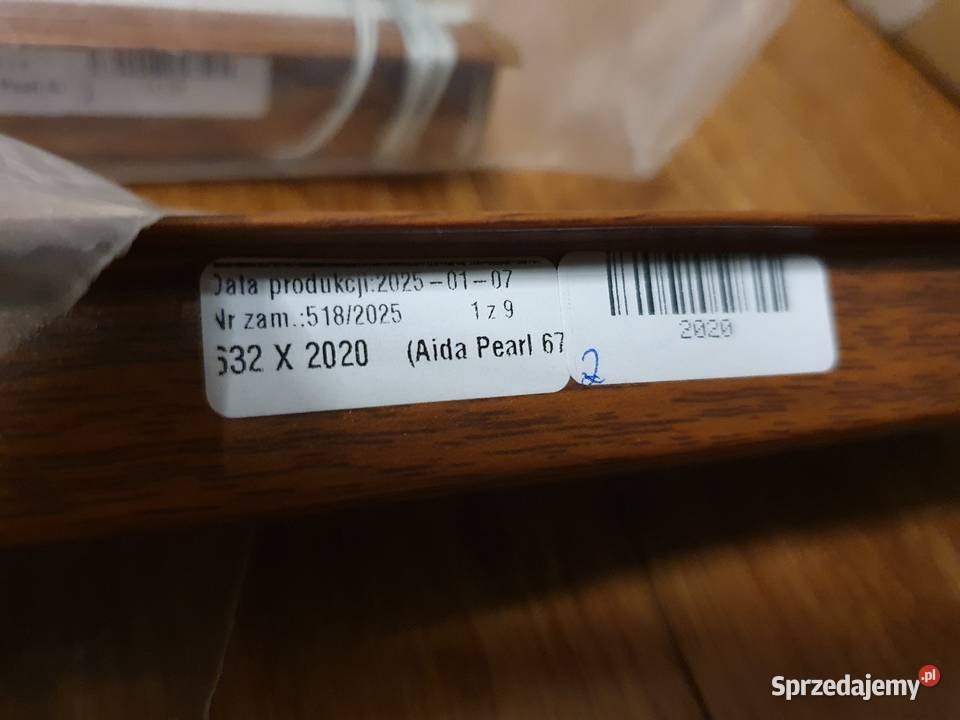 Data produkcji:2025-01-07
Nr zam.:518/2025 1 z 9
632 X 2020 (Aida Pearl 67
2020
2
Sprzedajemy.pl